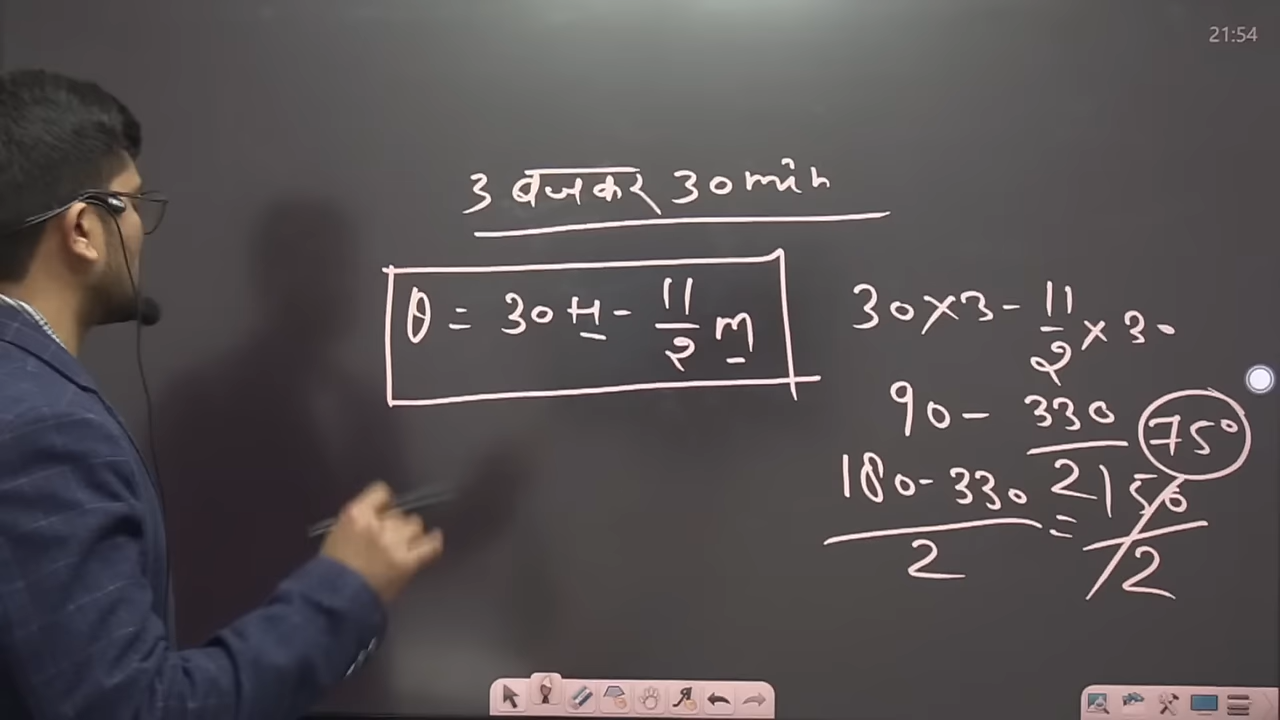 21:54
3 बजकर 30 min
θ = 30 H - 11/2 m
30×3 - 11/2 ×30
90 - 330/2
75°
180-330/2 = 150/2